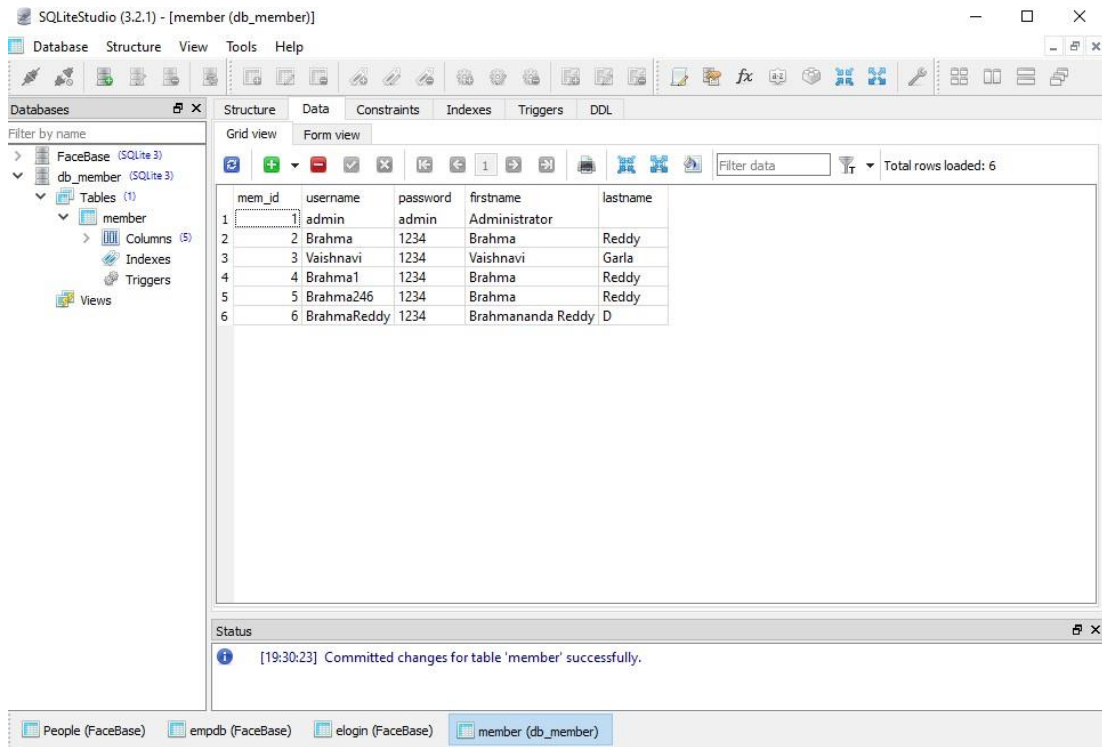 SQLiteStudio (3.2.1) - [member (db_member)]
Database Structure View Tools Help
Databases
Filter by name
FaceBase (SQLite 3)
db_member (SQLite 3)
Tables (1)
member
Columns (5)
Indexes
Triggers
Views
Structure Data Constraints Indexes Triggers DDL
Grid view Form view
1 Filter data Total rows loaded: 6
mem_id username password firstname lastname
1 1 admin admin Administrator
2 2 Brahma 1234 Brahma Reddy
3 3 Vaishnavi 1234 Vaishnavi Garla
4 4 Brahma1 1234 Brahma Reddy
5 5 Brahma246 1234 Brahma Reddy
6 6 BrahmaReddy 1234 Brahmananda Reddy D
Status
[19:30:23] Committed changes for table 'member' successfully.
People (FaceBase) empdb (FaceBase) elogin (FaceBase) member (db_member)